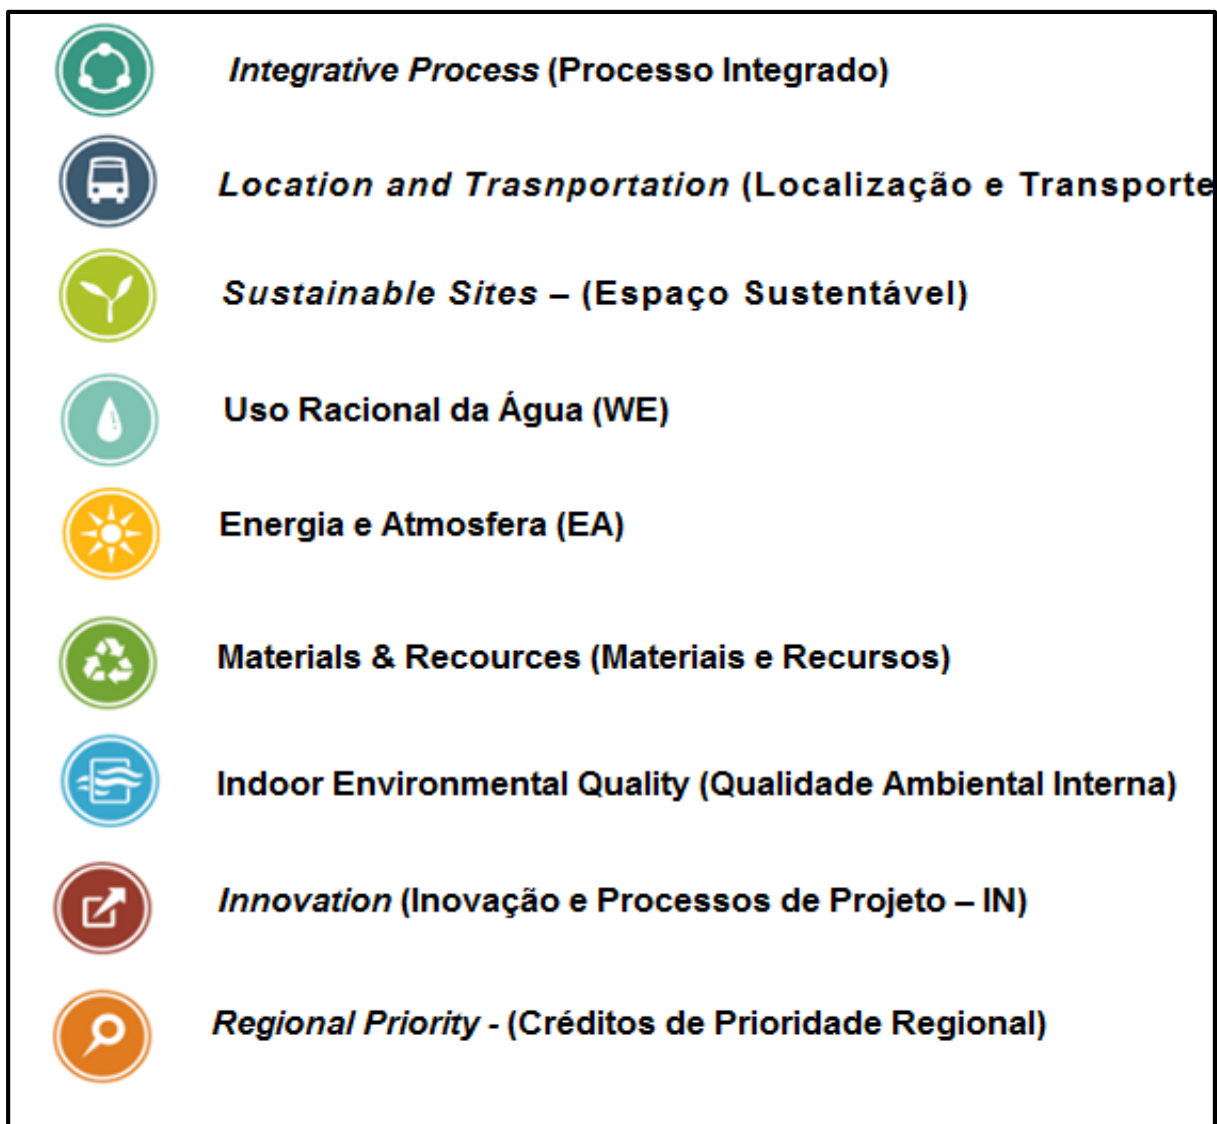 Integrative Process (Processo Integrado)
Location and Trasnportation (Localização e Transporte
Sustainable Sites – (Espaço Sustentável)
Uso Racional da Água (WE)
Energia e Atmosfera (EA)
Materials & Recources (Materiais e Recursos)
Indoor Environmental Quality (Qualidade Ambiental Interna)
Innovation (Inovação e Processos de Projeto – IN)
Regional Priority - (Créditos de Prioridade Regional)